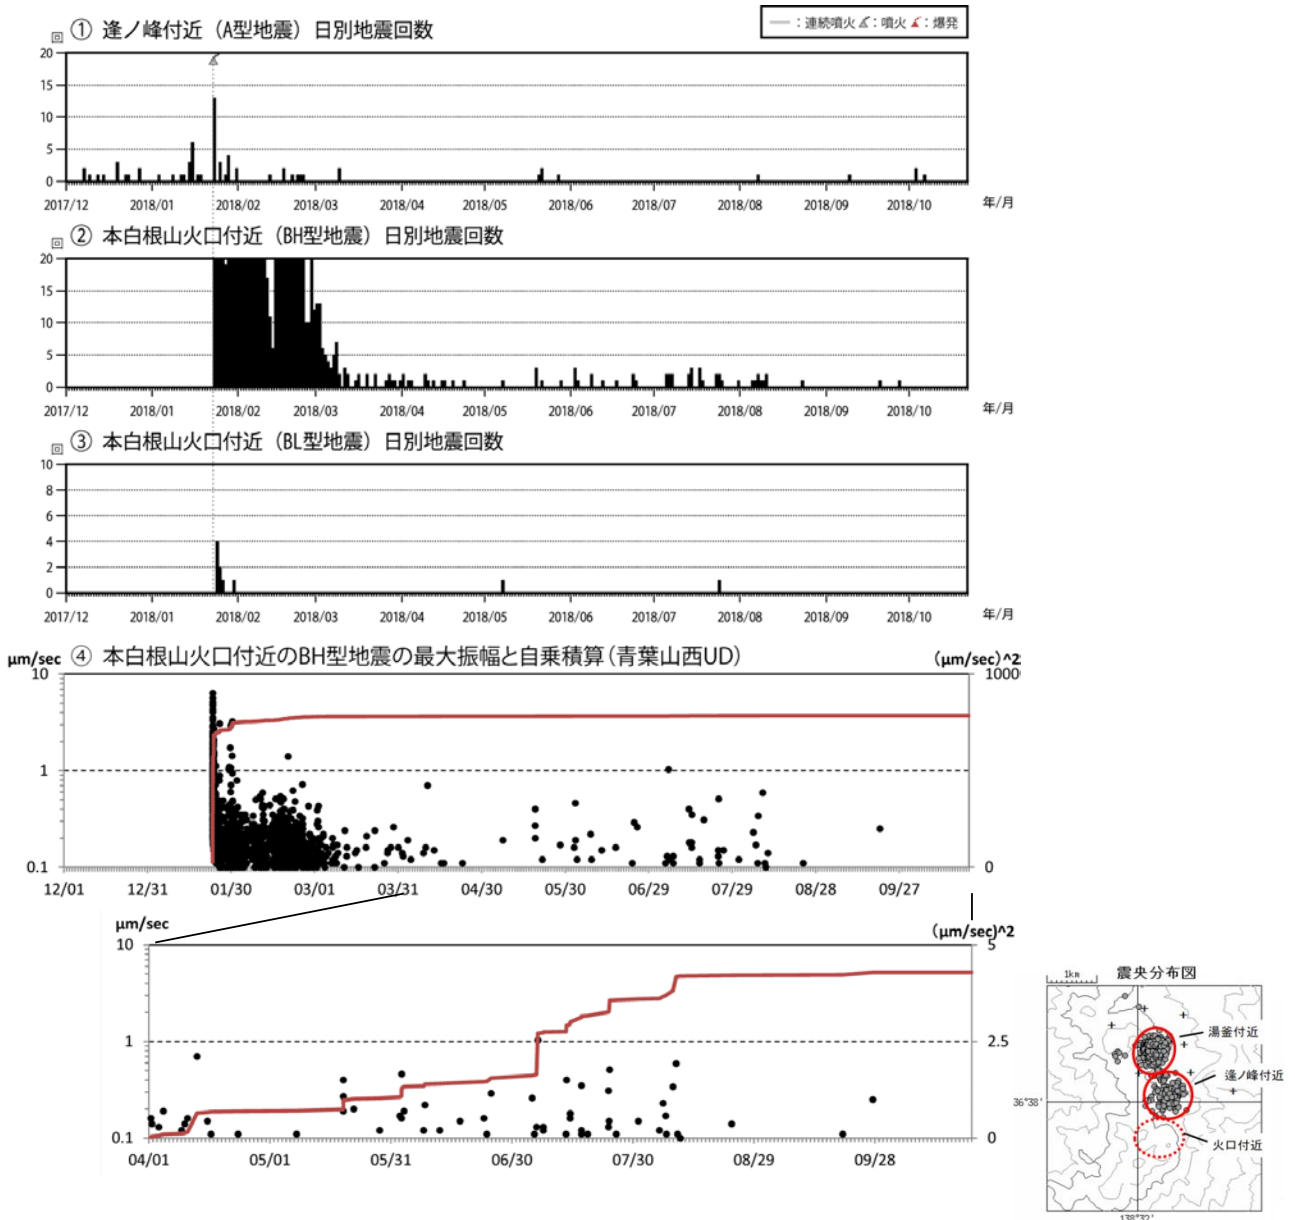 ① 逢ノ峰付近（A型地震）日別地震回数
━：連続噴火 ：噴火 ：爆発
回
20
15
10
5
0
2017/12 2018/01 2018/02 2018/03 2018/04 2018/05 2018/06 2018/07 2018/08 2018/09 2018/10 年/月
② 本白根山火口付近（BH型地震）日別地震回数
回
20
15
10
5
0
2017/12 2018/01 2018/02 2018/03 2018/04 2018/05 2018/06 2018/07 2018/08 2018/09 2018/10 年/月
③ 本白根山火口付近（BL型地震）日別地震回数
回
10
8
6
4
2
0
2017/12 2018/01 2018/02 2018/03 2018/04 2018/05 2018/06 2018/07 2018/08 2018/09 2018/10 年/月
μm/sec ④ 本白根山火口付近のBH型地震の最大振幅と自乗積算（青葉山西UD） （μm/sec）^2
10 1000
1
0.1 0
12/01 12/31 01/30 03/01 03/31 04/30 05/30 06/29 07/29 08/28 09/27
μm/sec （μm/sec)^2
10 5
1 2.5
0.1 0
04/01 05/01 05/31 06/30 07/30 08/29 09/28
震央分布図
1km
湯釜付近
逢ノ峰付近
36°38'
火口付近
138°32'